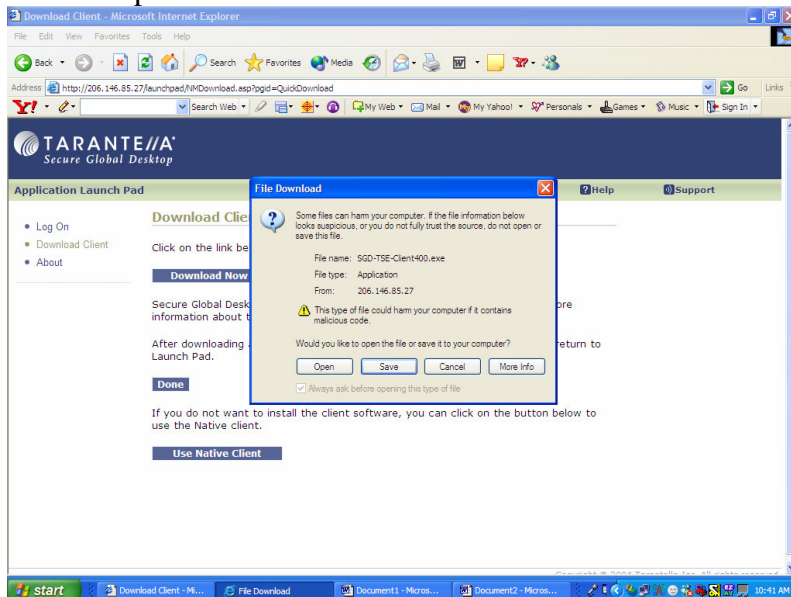 Download Client - Microsoft Internet Explorer
File Edit View Favorites Tools Help
Back Search Favorites Media
Address http://206.146.85.27/launchpad/NMDownload.asp?pgid=QuickDownload Go Links
Y! Search Web My Web Mail My Yahoo! Personals Games Music Sign In
TARANTE//A
Secure Global Desktop
Application Launch Pad Help Support
Log On
Download Client
About
Download Clie
Click on the link be
Download Now
Secure Global Desk ore
information about t
After downloading eturn to
Launch Pad.
Done
If you do not want to install the client software, you can click on the button below to
use the Native client.
Use Native Client
File Download
Some files can harm your computer. If the file information below
looks suspicious, or you do not fully trust the source, do not open or
save this file.
File name: SGD-TSE-Client400.exe
File type: Application
From: 206.146.85.27
This type of file could harm your computer if it contains
malicious code.
Would you like to open the file or save it to your computer?
Open Save Cancel More Info
Always ask before opening this type of file
start Download Client - Mi... File Download Document1 - Micros... Document2 - Micros... 10:41 AM